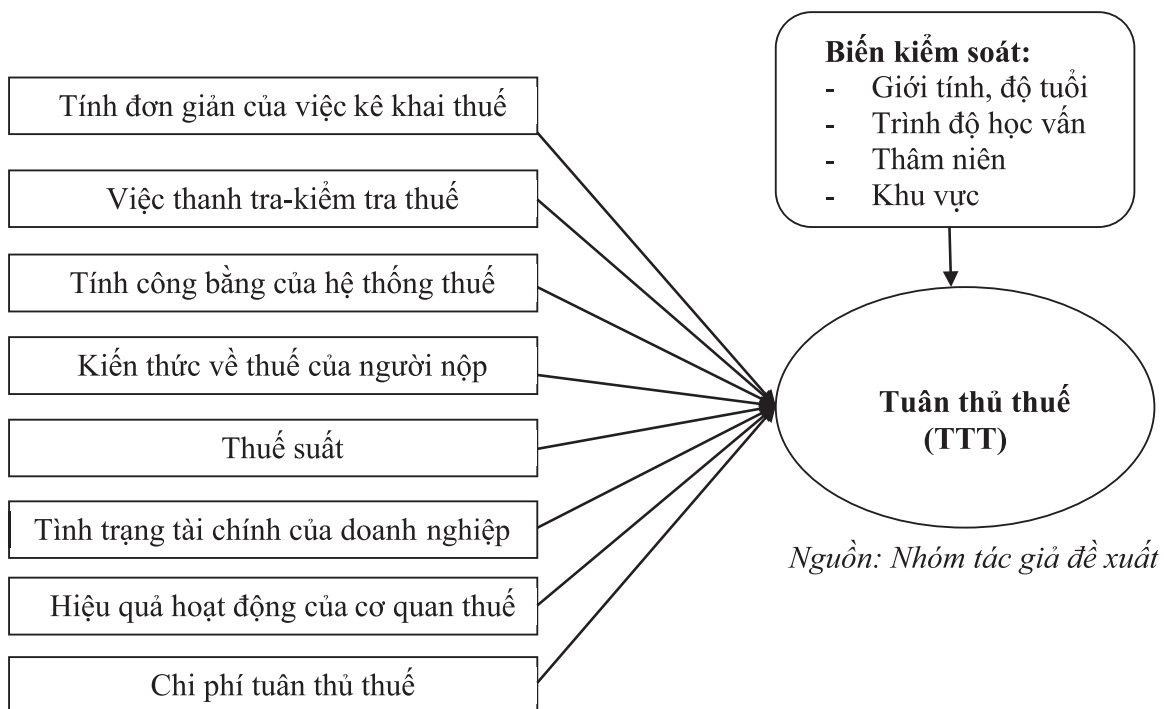 Tính đơn giản của việc kê khai thuế
Việc thanh tra-kiểm tra thuế
Tính công bằng của hệ thống thuế
Kiến thức về thuế của người nộp
Thuế suất
Tình trạng tài chính của doanh nghiệp
Hiệu quả hoạt động của cơ quan thuế
Chi phí tuân thủ thuế
Biến kiểm soát:
- Giới tính, độ tuổi
- Trình độ học vấn
- Thâm niên
- Khu vực
Tuân thủ thuế
(TTT)
Nguồn: Nhóm tác giả đề xuất